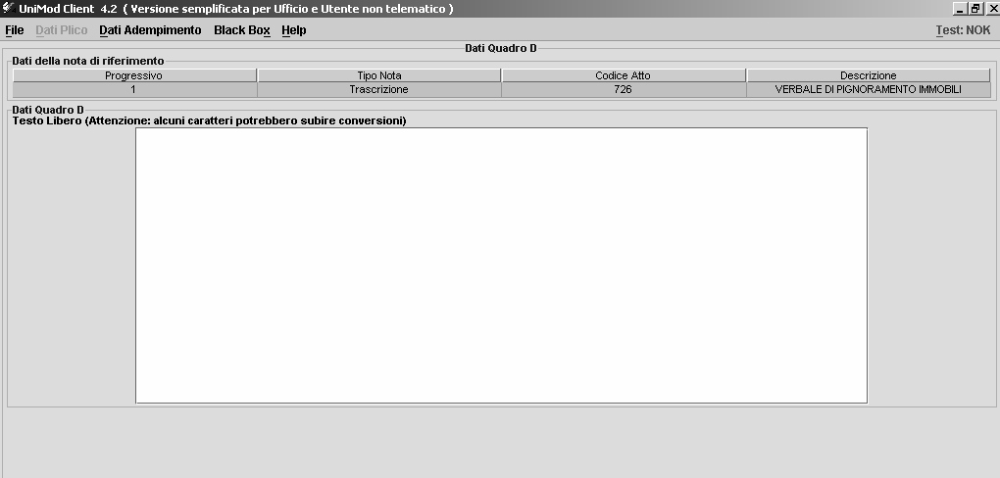 UniMod Client 4.2 ( Versione semplificata per Ufficio e Utente non telematico )
File Dati Plico Dati Adempimento Black Box Help Test: NOK
Dati Quadro D
Dati della nota di riferimento
Progressivo Tipo Nota Codice Atto Descrizione
1 Trascrizione 726 VERBALE DI PIGNORAMENTO IMMOBILI
Dati Quadro D
Testo Libero (Attenzione: alcuni caratteri potrebbero subire conversioni)